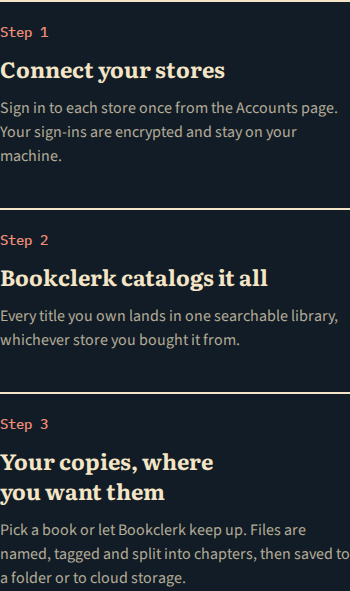 Step 1
Connect your stores
Sign in to each store once from the Accounts page.
Your sign-ins are encrypted and stay on your
machine.
Step 2
Bookclerk catalogs it all
Every title you own lands in one searchable library,
whichever store you bought it from.
Step 3
Your copies, where
you want them
Pick a book or let Bookclerk keep up. Files are
named, tagged and split into chapters, then saved to
a folder or to cloud storage.